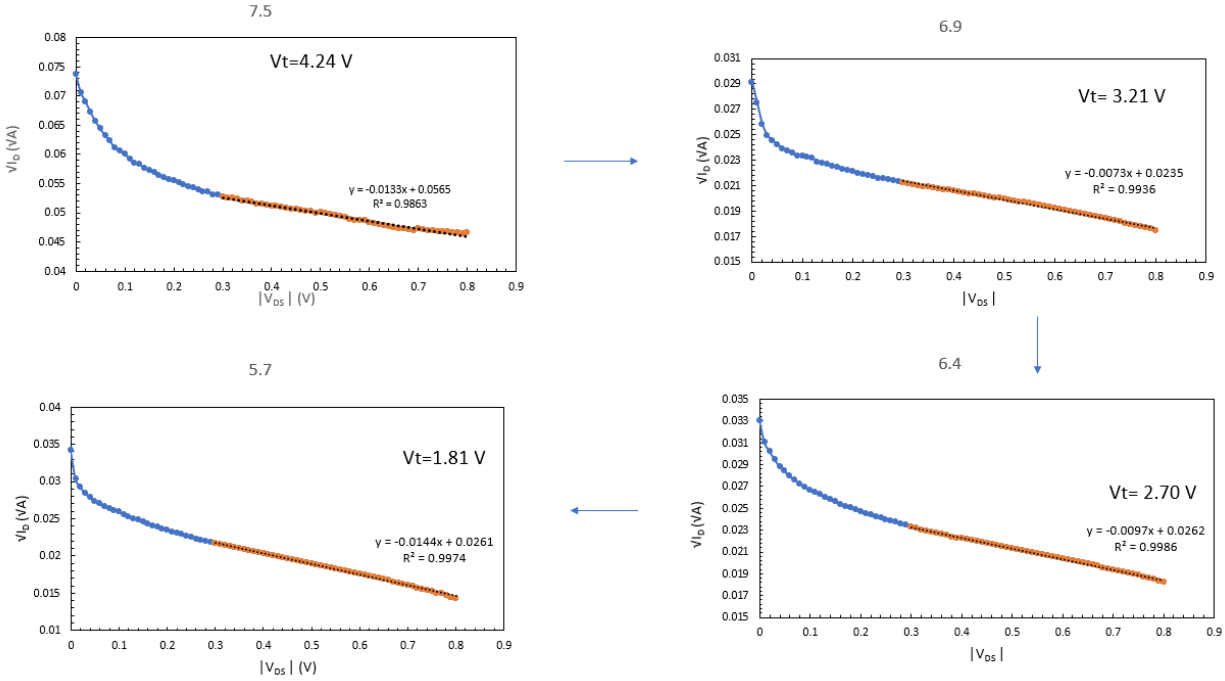 7.5
Vt=4.24 V
0.08
0.075
0.07
0.065
0.06
0.055
0.05
0.045
0.04
√I_D (√A)
y = -0.0133x + 0.0565
R² = 0.9863
0 0.1 0.2 0.3 0.4 0.5 0.6 0.7 0.8 0.9
|V_DS| (V)
6.9
Vt= 3.21 V
0.031
0.029
0.027
0.025
0.023
0.021
0.019
0.017
0.015
√I_D (√A)
y = -0.0073x + 0.0235
R² = 0.9936
0 0.1 0.2 0.3 0.4 0.5 0.6 0.7 0.8 0.9
|V_DS|
5.7
Vt=1.81 V
0.04
0.035
0.03
0.025
0.02
0.015
0.01
√I_D (√A)
y = -0.0144x + 0.0261
R² = 0.9974
0 0.1 0.2 0.3 0.4 0.5 0.6 0.7 0.8 0.9
|V_DS| (V)
6.4
Vt= 2.70 V
0.035
0.033
0.031
0.029
0.027
0.025
0.023
0.021
0.019
0.017
0.015
√I_D (√A)
y = -0.0097x + 0.0262
R² = 0.9986
0 0.1 0.2 0.3 0.4 0.5 0.6 0.7 0.8 0.9
|V_DS|